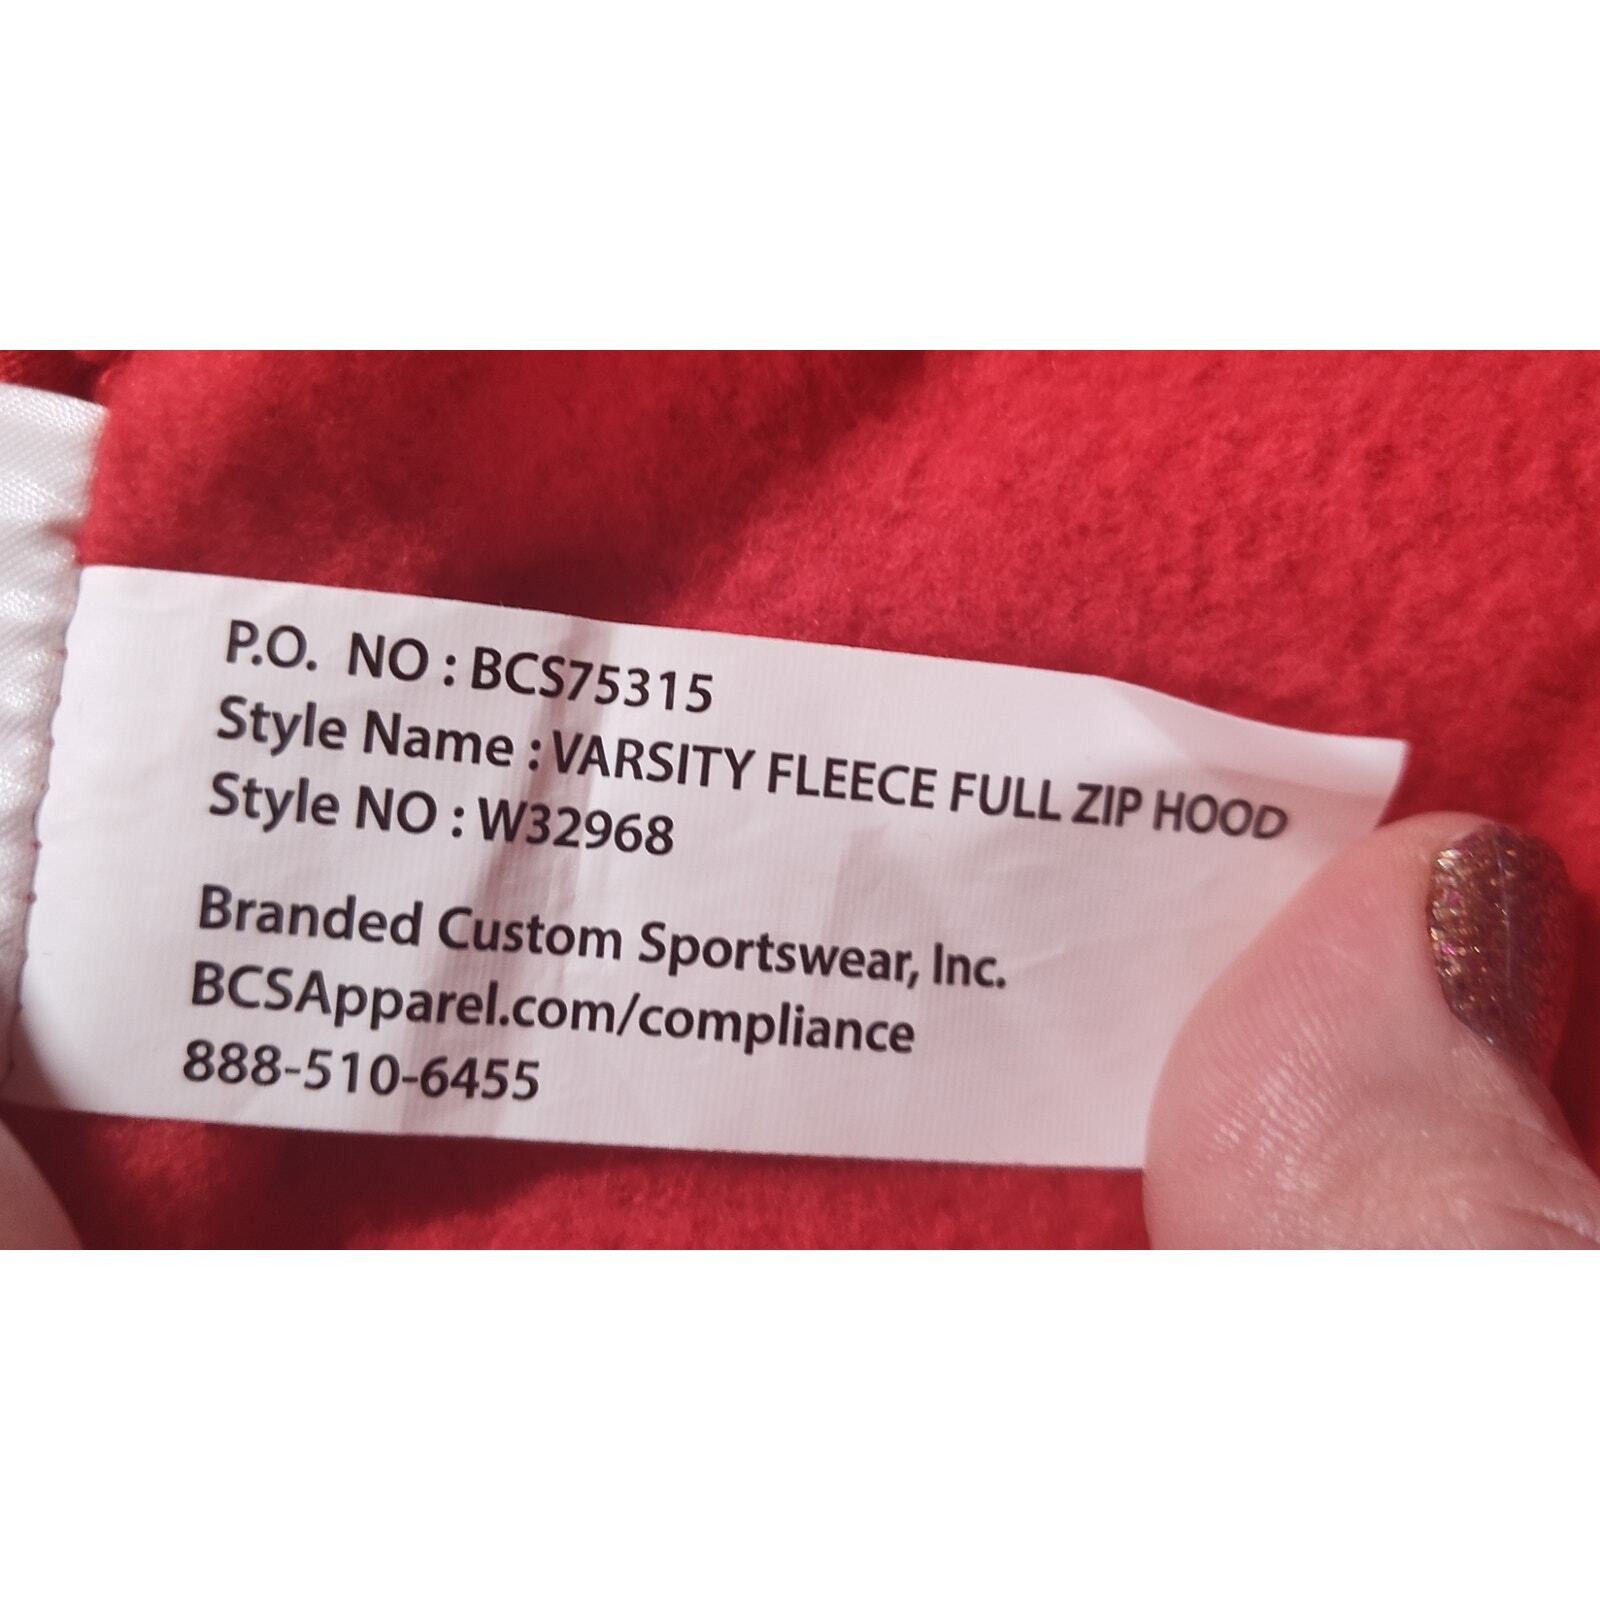 P.O. NO : BCS75315
Style Name : VARSITY FLEECE FULL ZIP HOOD
Style NO : W32968
Branded Custom Sportswear, Inc.
BCSApparel.com/compliance
888-510-6455